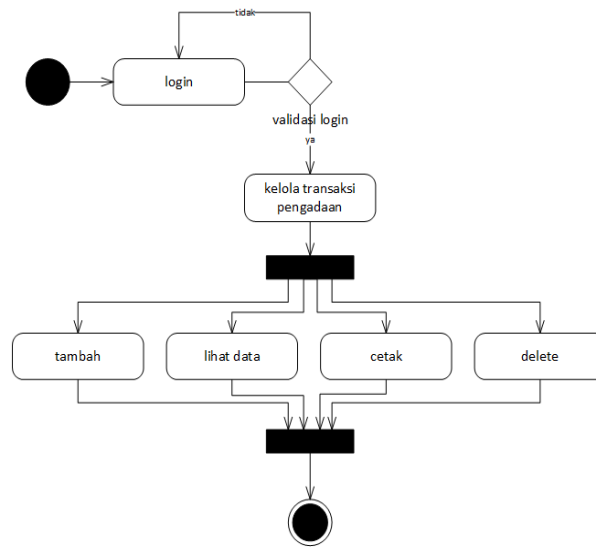 tidak
login
validasi login
ya
kelola transaksi
pengadaan
tambah
lihat data
cetak
delete